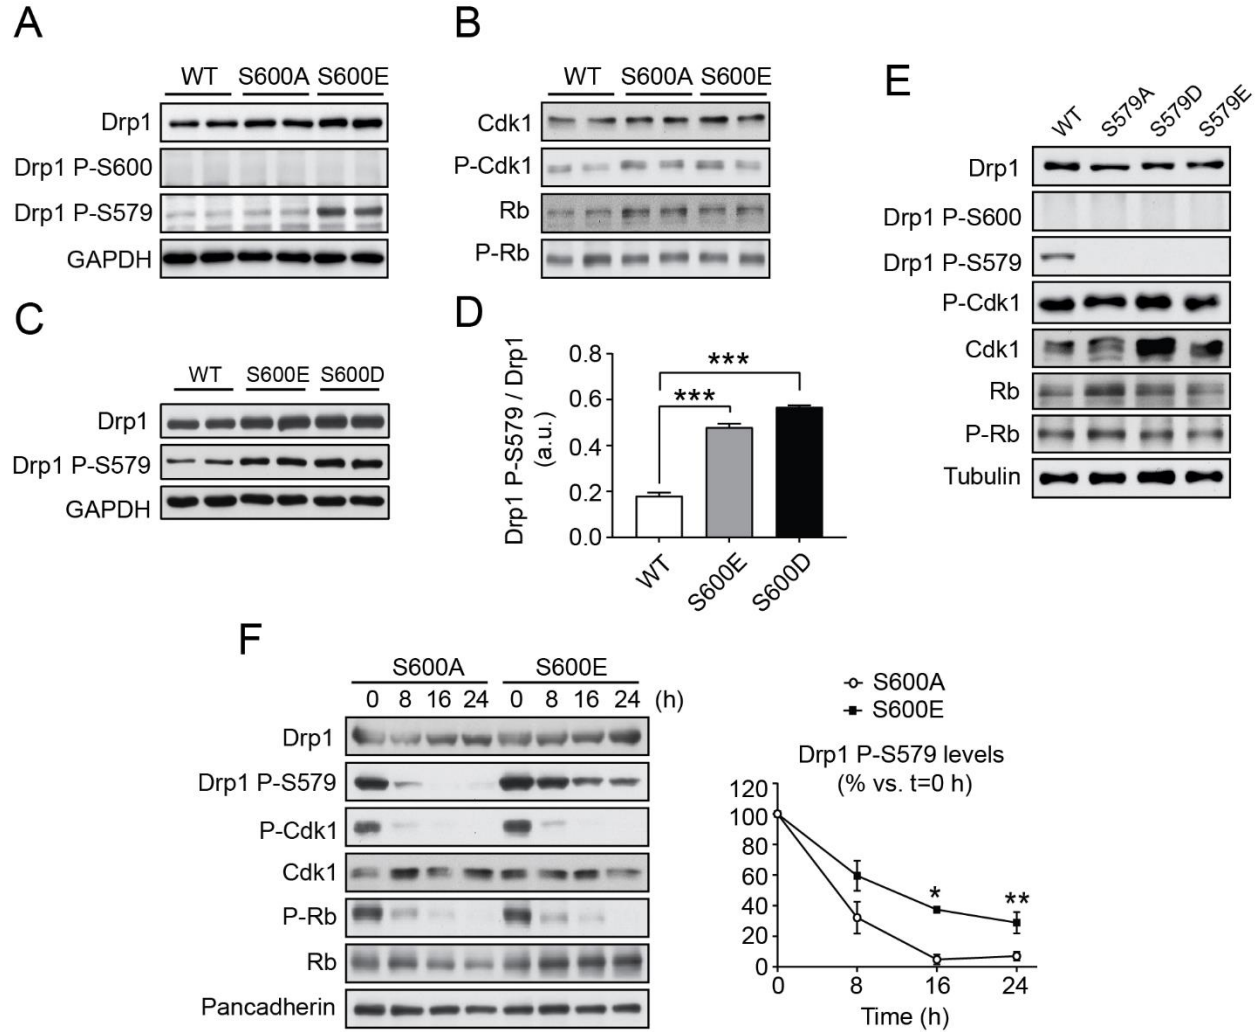 A
WT S600A S600E
Drp1
Drp1 P-S600
Drp1 P-S579
GAPDH
B
WT S600A S600E
Cdk1
P-Cdk1
Rb
P-Rb
C
WT S600E S600D
Drp1
Drp1 P-S579
GAPDH
D
Drp1 P-S579 / Drp1
(a.u.)
0.8
0.6
0.4
0.2
0.0
***
***
WT
S600E
S600D
E
WT S579A S579D S579E
Drp1
Drp1 P-S600
Drp1 P-S579
P-Cdk1
Cdk1
Rb
P-Rb
Tubulin
F
S600A S600E
0 8 16 24 0 8 16 24 (h)
Drp1
Drp1 P-S579
P-Cdk1
Cdk1
P-Rb
Rb
Pancadherin
S600A
S600E
Drp1 P-S579 levels
(% vs. t=0 h)
120
100
80
60
40
20
0
* **
0 8 16 24
Time (h)